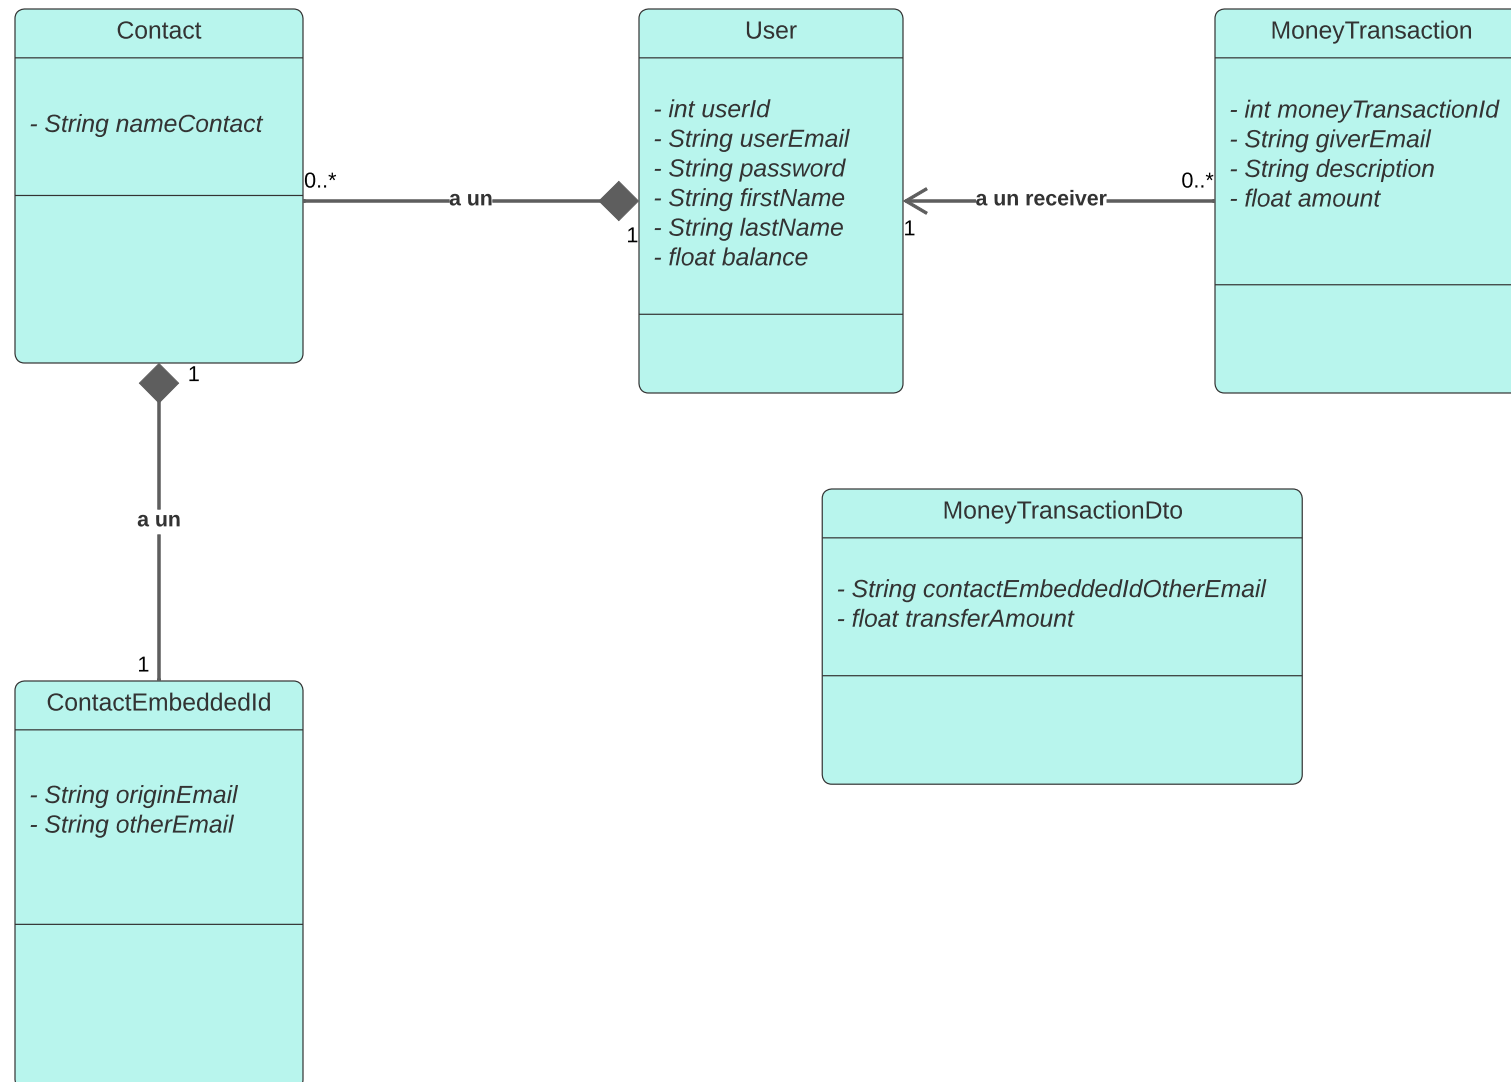 Contact
- String nameContact
0..*
a un
1
User
- int userId
- String userEmail
- String password
- String firstName
- String lastName
- float balance
1
a un receiver
0..*
MoneyTransaction
- int moneyTransactionId
- String giverEmail
- String description
- float amount
1
a un
1
ContactEmbeddedId
- String originEmail
- String otherEmail
MoneyTransactionDto
- String contactEmbeddedIdOtherEmail
- float transferAmount